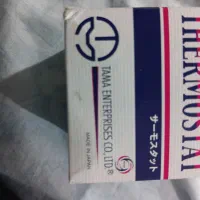 THERMOSTAT
サーモスタット
TAMA ENTERPRISES CO.,LTD.®
MADE IN JAPAN